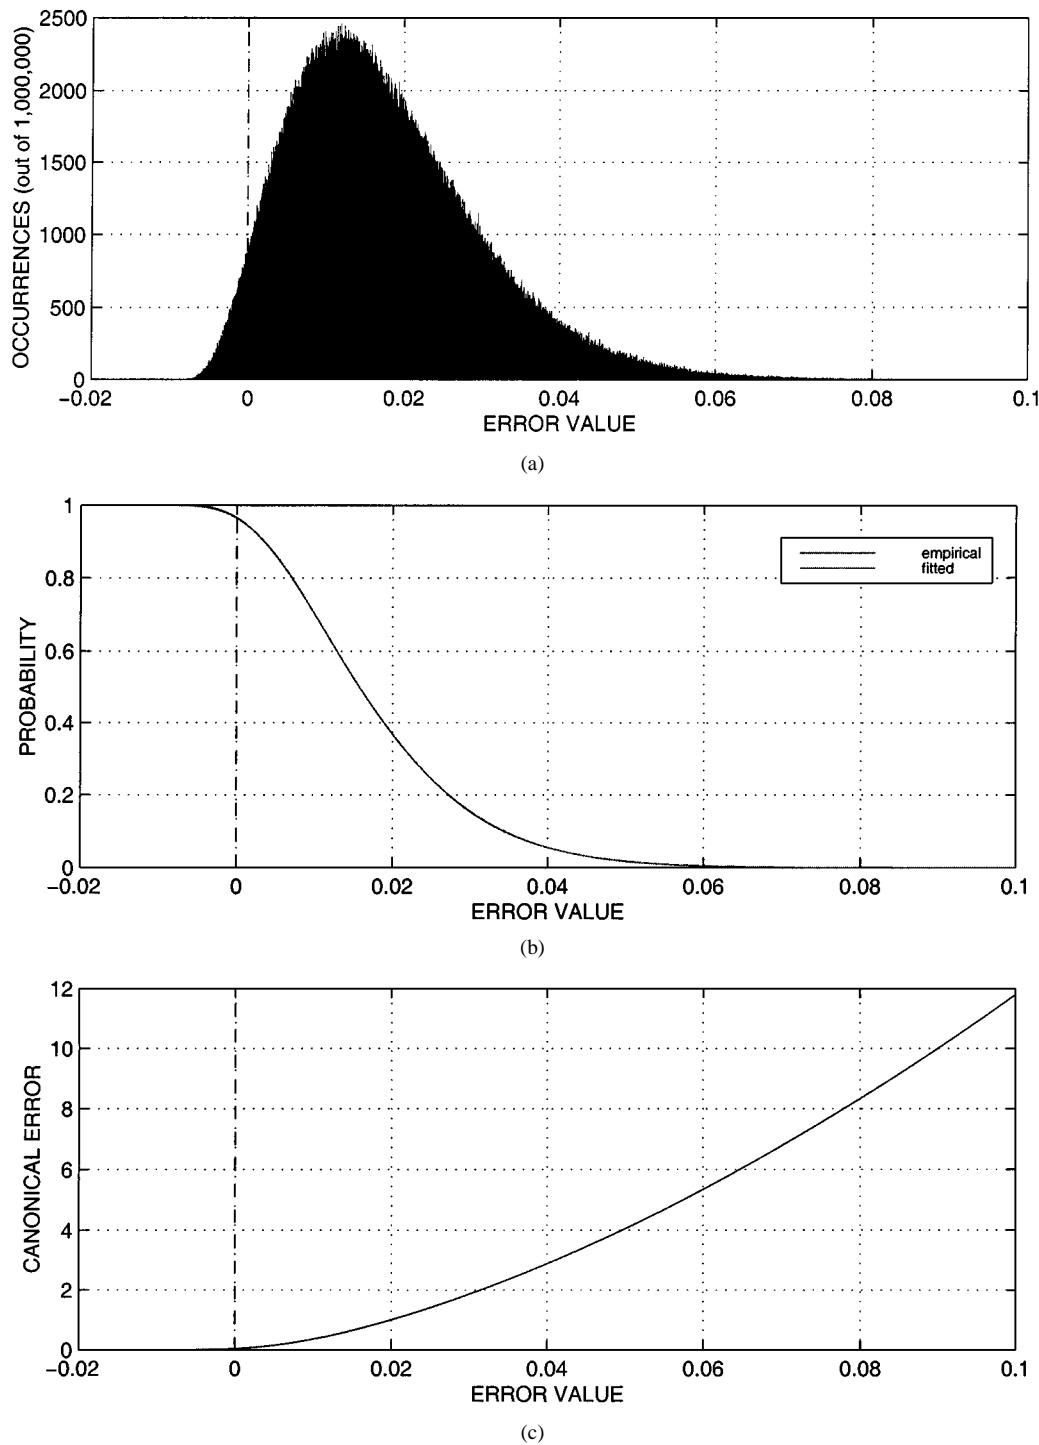 2500
2000
1500
1000
500
0
OCCURRENCES (out of 1,000,000)
−0.02 0 0.02 0.04 0.06 0.08 0.1
ERROR VALUE
(a)
1
0.8
0.6
0.4
0.2
0
PROBABILITY
empirical
fitted
−0.02 0 0.02 0.04 0.06 0.08 0.1
ERROR VALUE
(b)
12
10
8
6
4
2
0
CANONICAL ERROR
−0.02 0 0.02 0.04 0.06 0.08 0.1
ERROR VALUE
(c)